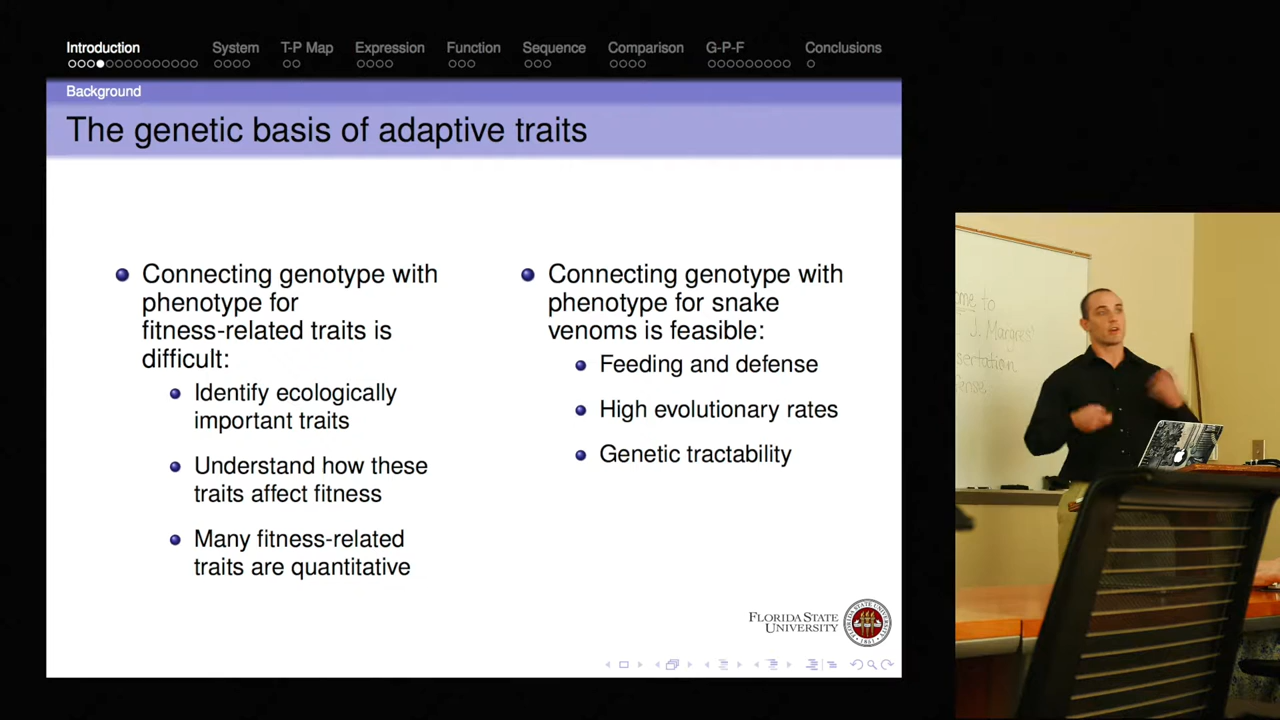 Introduction System T-P Map Expression Function Sequence Comparison G-P-F Conclusions
Background
The genetic basis of adaptive traits
Connecting genotype with
phenotype for
fitness-related traits is
difficult:
Identify ecologically
important traits
Understand how these
traits affect fitness
Many fitness-related
traits are quantitative
Connecting genotype with
phenotype for snake
venoms is feasible:
Feeding and defense
High evolutionary rates
Genetic tractability
FLORIDA STATE
UNIVERSITY
to
J. Mangres'